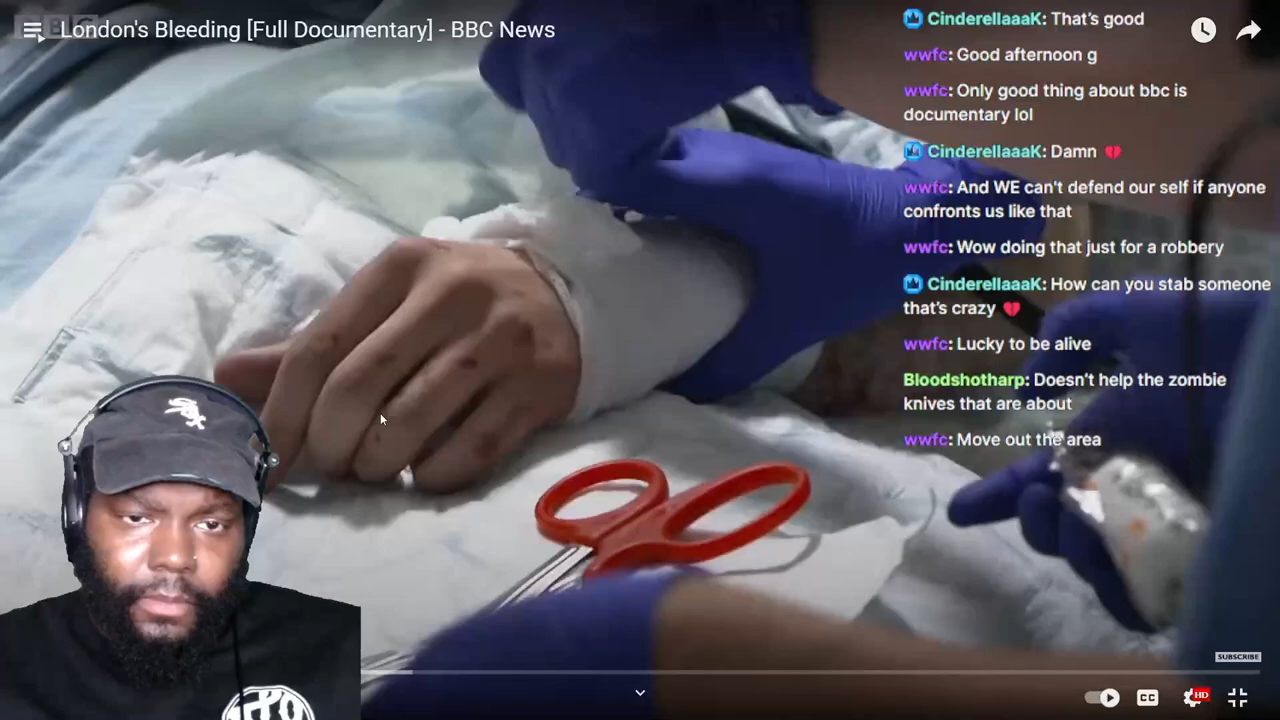 London's Bleeding [Full Documentary] - BBC News
CinderellaaaK: That's good
wwfc: Good afternoon g
wwfc: Only good thing about bbc is
documentary lol
CinderellaaaK: Damn 💔
wwfc: And WE can't defend our self if anyone
confronts us like that
wwfc: Wow doing that just for a robbery
CinderellaaaK: How can you stab someone
that's crazy 💔
wwfc: Lucky to be alive
Bloodshotharp: Doesn't help the zombie
knives that are about
wwfc: Move out the area
SUBSCRIBE
CC
HD